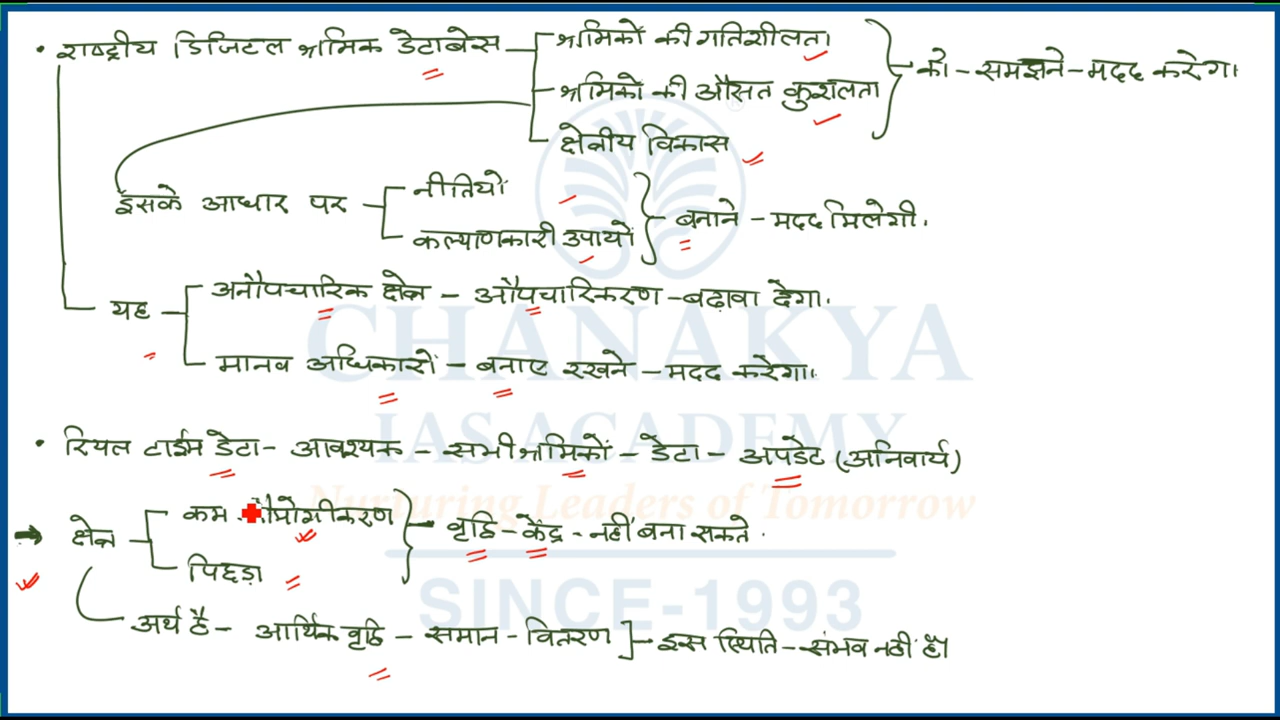 • राष्ट्रीय डिजिटल श्रमिक डेटाबेस
श्रमिकों की गतिशीलता
श्रमिकों की औसत कुशलता
क्षेत्रीय विकास
को - समझने - मदद करेगा।
इसके आधार पर
नीतियों
कल्याणकारी उपायों
बनाने - मदद मिलेगी.
यह
अनौपचारिक क्षेत्र - औपचारिकरण - बढ़ावा देगा.
मानव अधिकारों - बनाए रखने - मदद करेगा।
• रियल टाईम डेटा - आवश्यक - सभी श्रमिकों - डेटा - अपडेट (अनिवार्य)
क्षेत्र
कम
पिछड़ा
वृद्धि - केंद्र - नहीं बना सकते.
अर्थ है - आर्थिक वृद्धि - समान - वितरण
इस स्थिति - संभव नहीं है।
CHANAKYA
IAS ACADEMY
Nurturing Leaders of Tomorrow
SINCE-1993